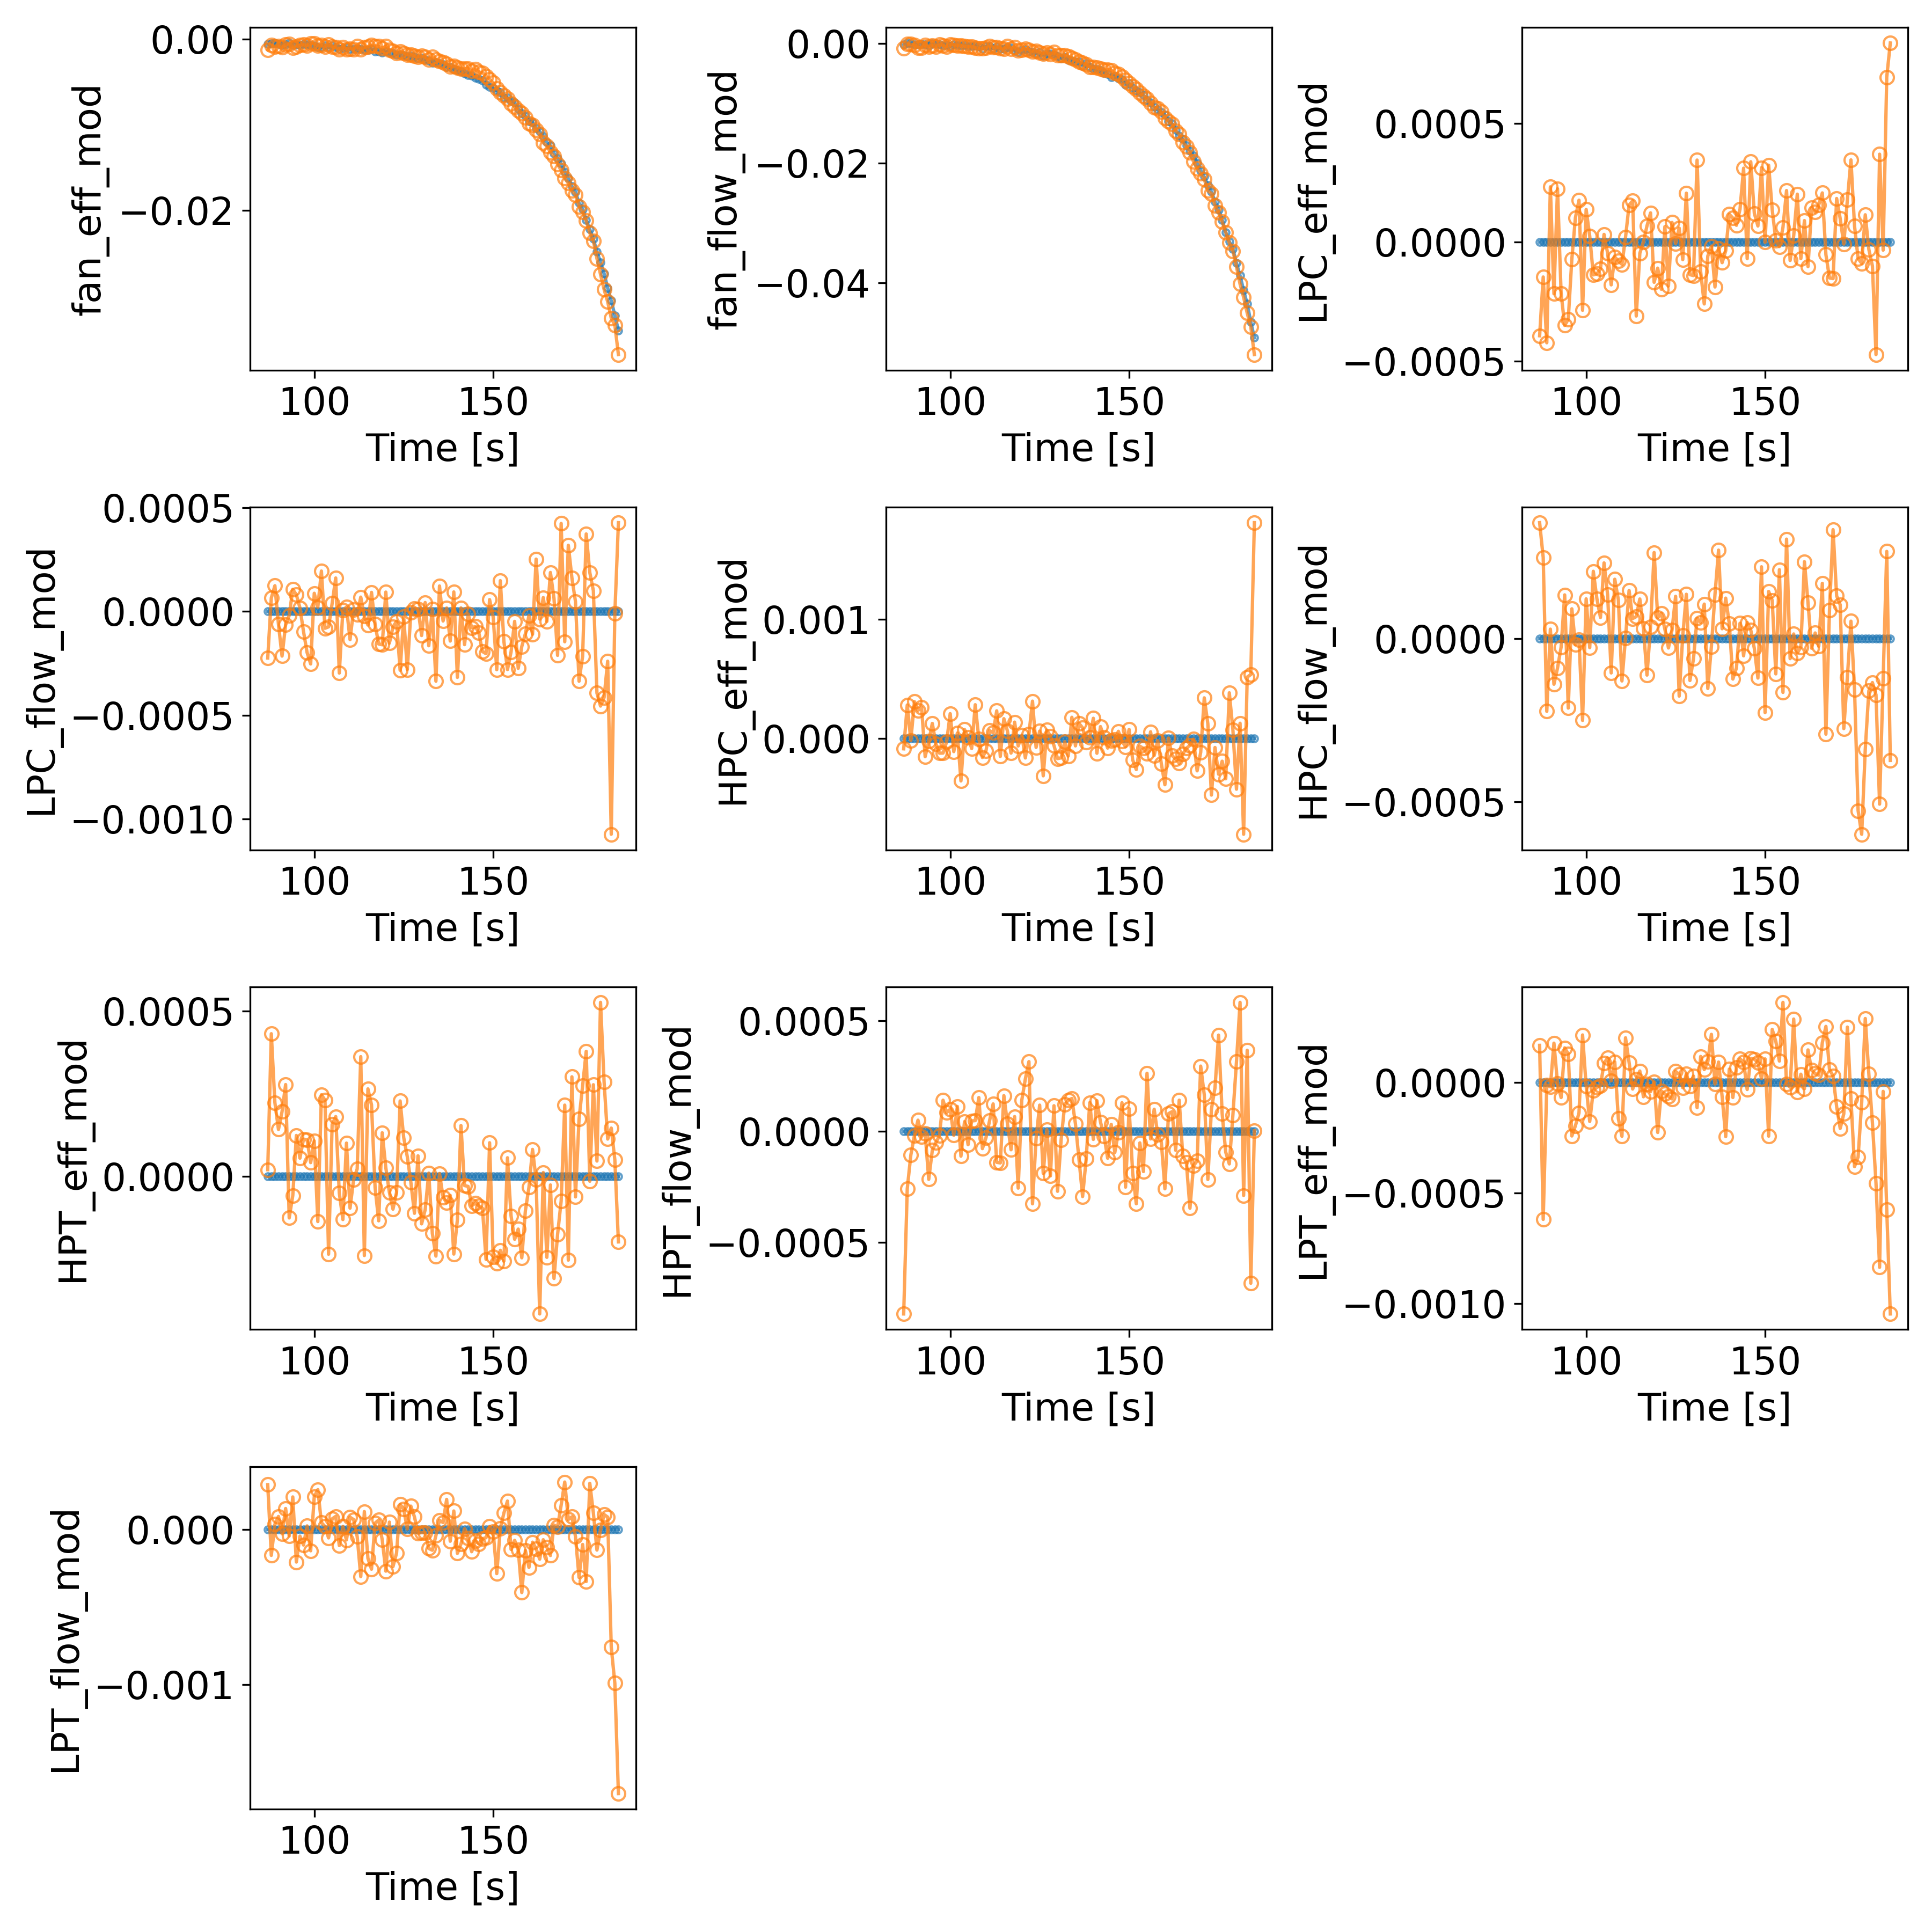 fan_eff_mod
0.00
−0.02
100 150
Time [s]
fan_flow_mod
0.00
−0.02
−0.04
100 150
Time [s]
LPC_eff_mod
0.0005
0.0000
−0.0005
100 150
Time [s]
LPC_flow_mod
0.0005
0.0000
−0.0005
−0.0010
100 150
Time [s]
HPC_eff_mod
0.001
0.000
100 150
Time [s]
HPC_flow_mod
0.0000
−0.0005
100 150
Time [s]
HPT_eff_mod
0.0005
0.0000
100 150
Time [s]
HPT_flow_mod
0.0005
0.0000
−0.0005
100 150
Time [s]
LPT_eff_mod
0.0000
−0.0005
−0.0010
100 150
Time [s]
LPT_flow_mod
0.000
−0.001
100 150
Time [s]